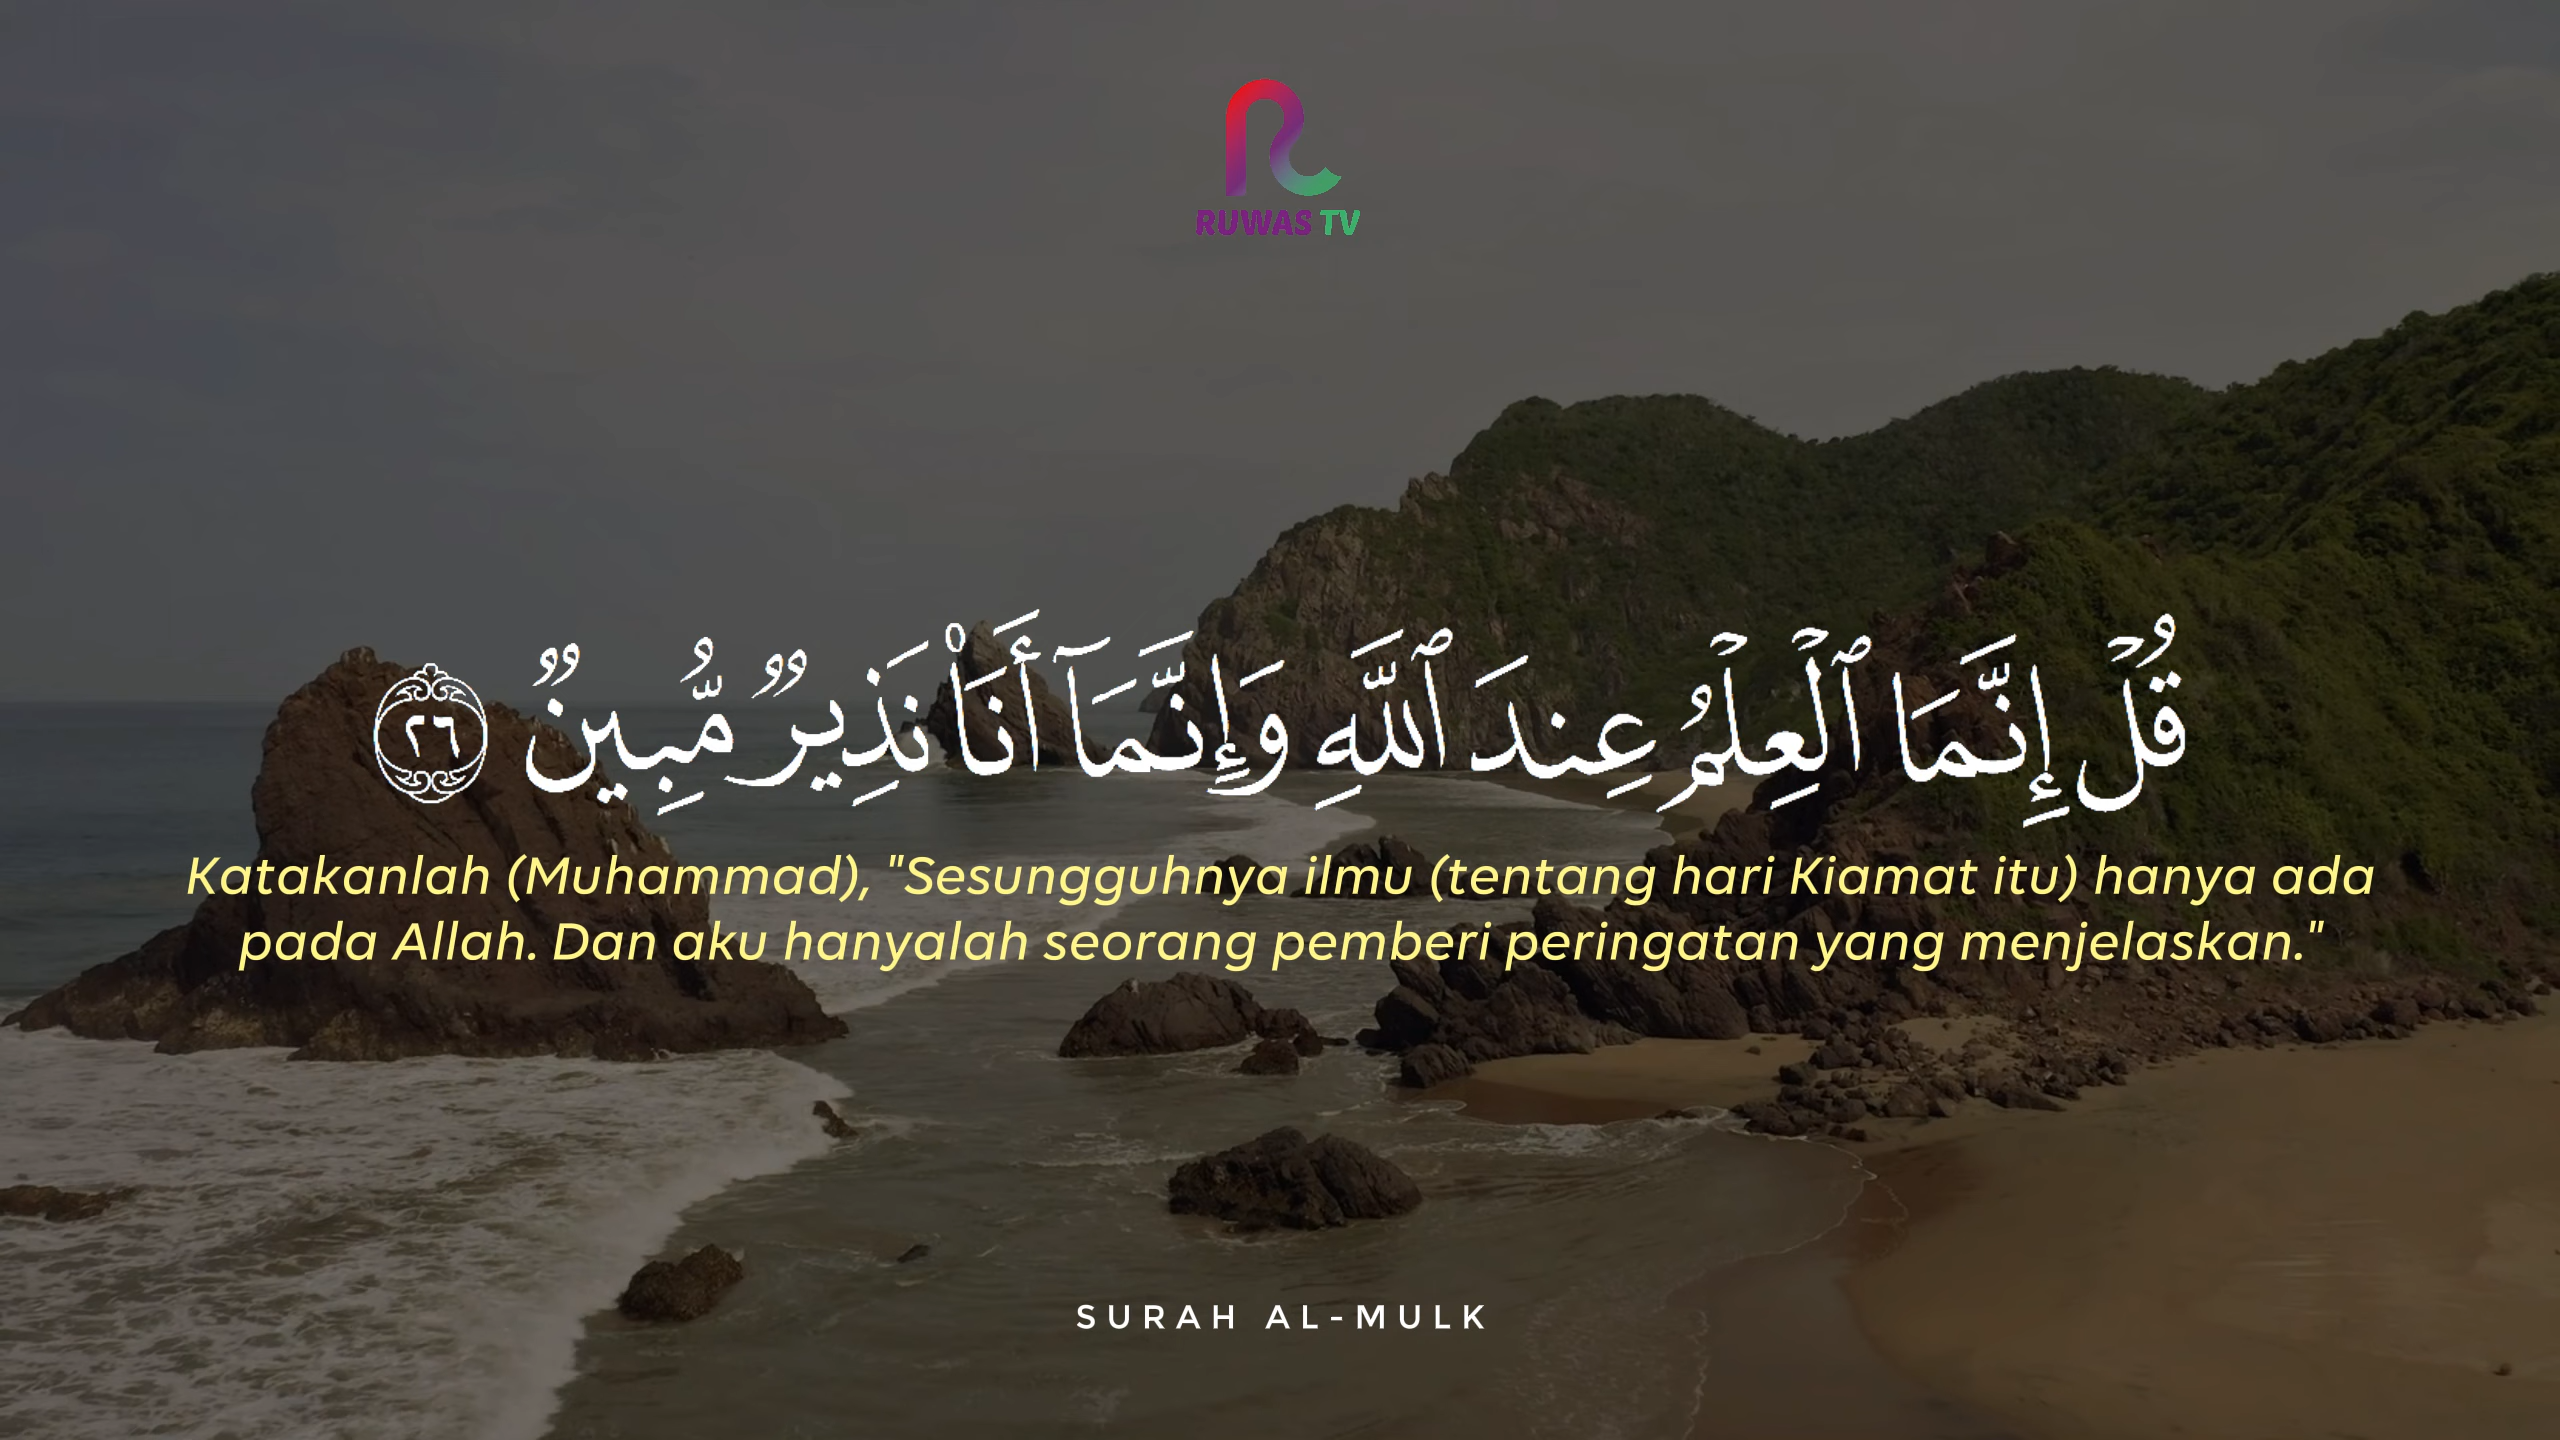 RUWAS TV
قُلْ إِنَّمَا ٱلْعِلْمُ عِندَ ٱللَّهِ وَإِنَّمَآ أَنَا۠ نَذِيرٌ مُّبِينٌ ٢٦
Katakanlah (Muhammad), "Sesungguhnya ilmu (tentang hari Kiamat itu) hanya ada
pada Allah. Dan aku hanyalah seorang pemberi peringatan yang menjelaskan."
SURAH AL-MULK